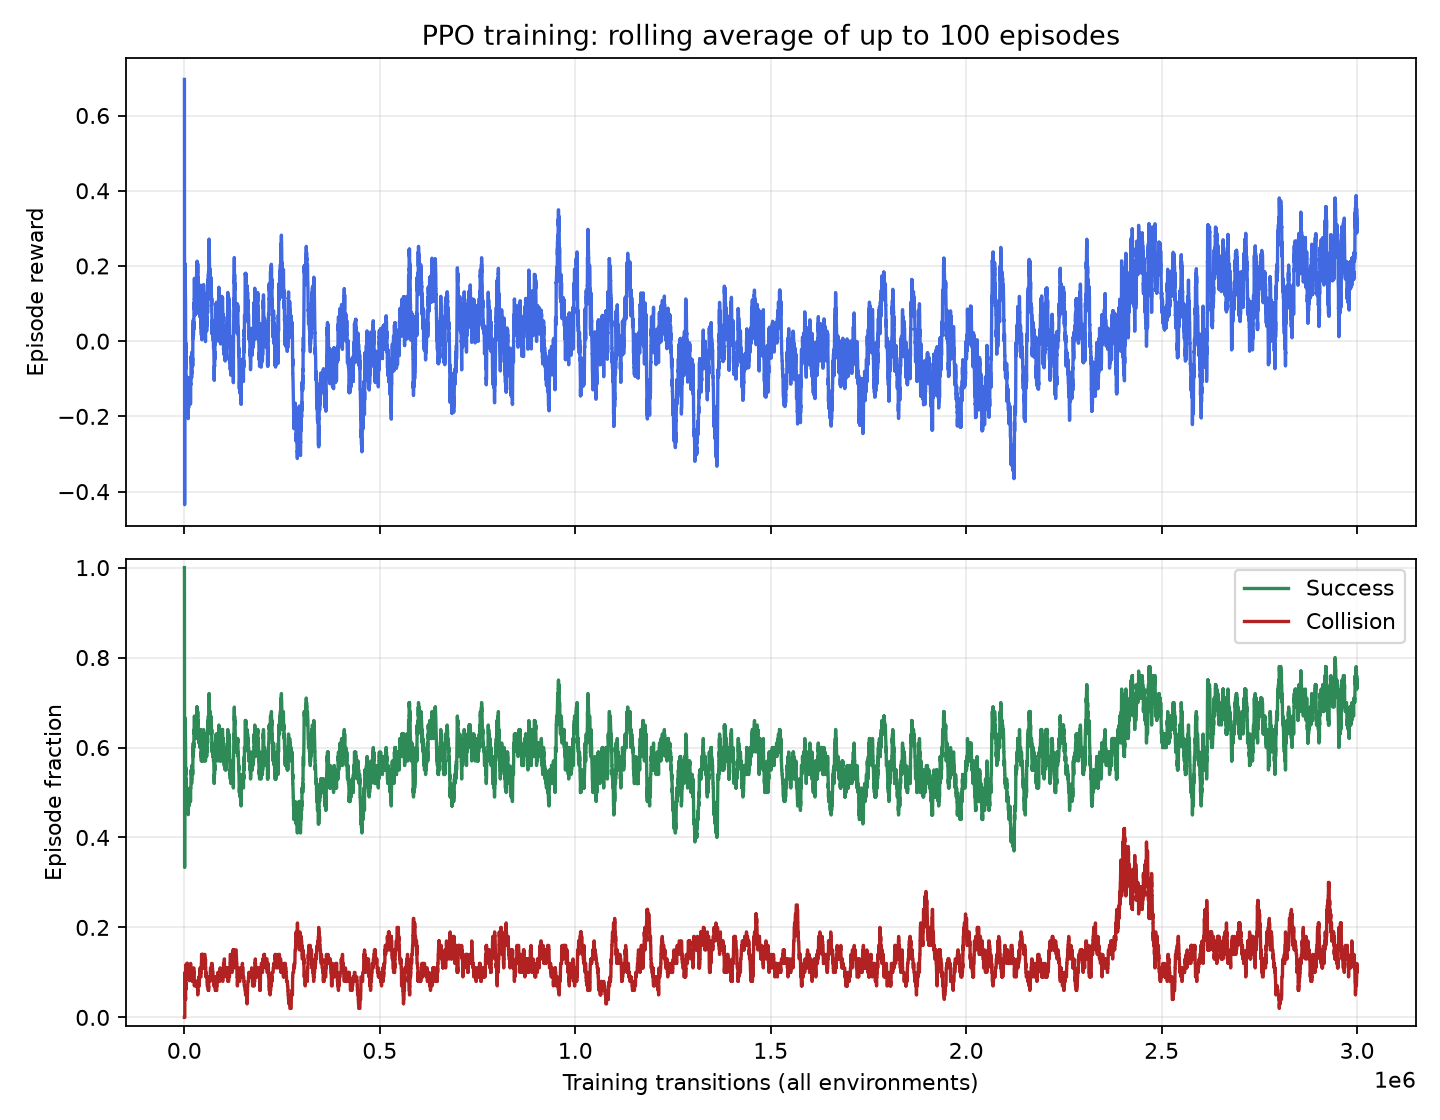 PPO training: rolling average of up to 100 episodes
Episode reward
0.6
0.4
0.2
0.0
−0.2
−0.4
Episode fraction
1.0
0.8
0.6
0.4
0.2
0.0
Success
Collision
0.0 0.5 1.0 1.5 2.0 2.5 3.0
1e6
Training transitions (all environments)